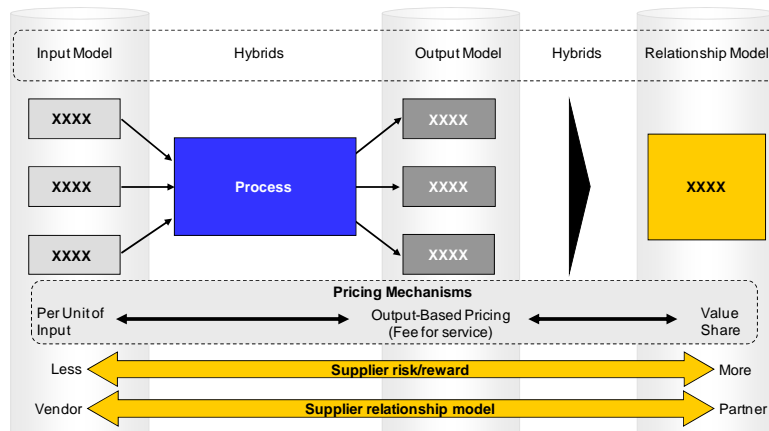 Input Model Hybrids Output Model Hybrids Relationship Model
XXXX XXXX
XXXX Process XXXX XXXX
XXXX XXXX
Pricing Mechanisms
Per Unit of Input Output-Based Pricing (Fee for service) Value Share
Less Supplier risk/reward More
Vendor Supplier relationship model Partner